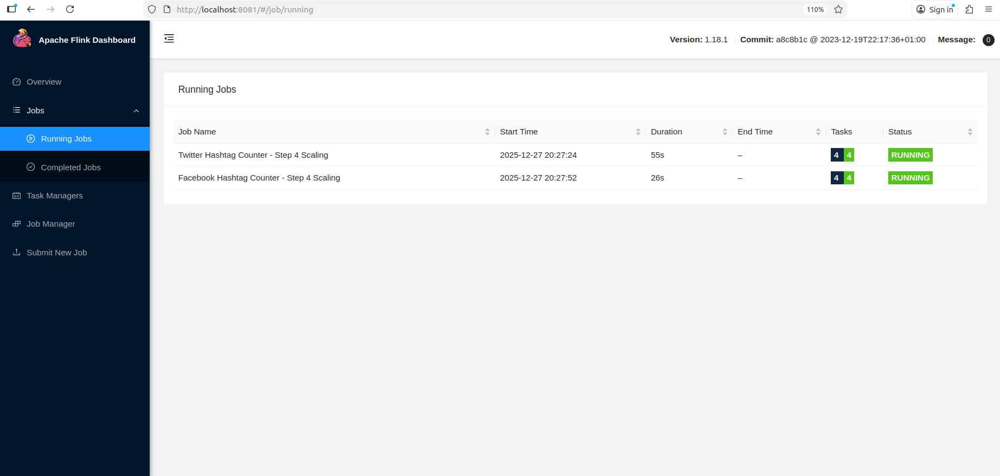 http://localhost:8081/#/job/running 110% Sign in
Apache Flink Dashboard
Version: 1.18.1 Commit: a8c8b1c @ 2023-12-19T22:17:36+01:00 Message: 0
Overview
Jobs
Running Jobs
Completed Jobs
Task Managers
Job Manager
Submit New Job
Running Jobs
Job Name Start Time Duration End Time Tasks Status
Twitter Hashtag Counter - Step 4 Scaling 2025-12-27 20:27:24 55s – 4 4 RUNNING
Facebook Hashtag Counter - Step 4 Scaling 2025-12-27 20:27:52 26s – 4 4 RUNNING